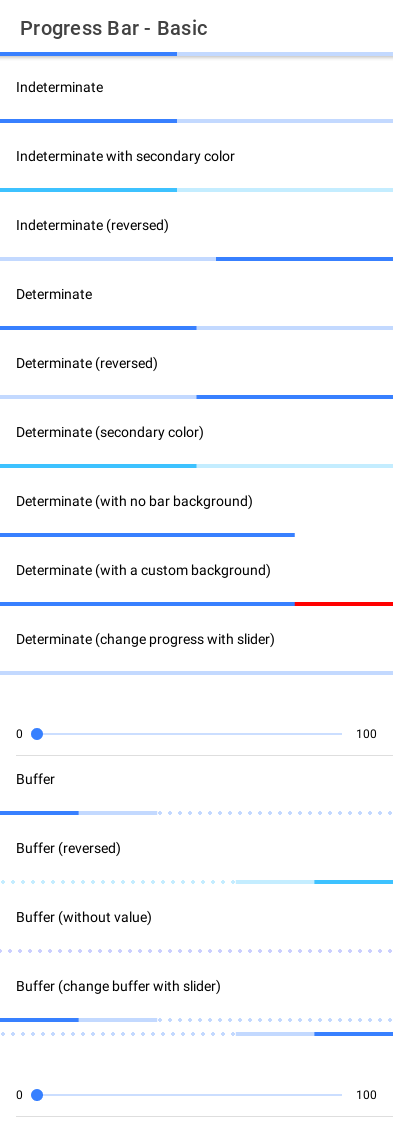 Progress Bar - Basic
Indeterminate
Indeterminate with secondary color
Indeterminate (reversed)
Determinate
Determinate (reversed)
Determinate (secondary color)
Determinate (with no bar background)
Determinate (with a custom background)
Determinate (change progress with slider)
0 100
Buffer
Buffer (reversed)
Buffer (without value)
Buffer (change buffer with slider)
0 100